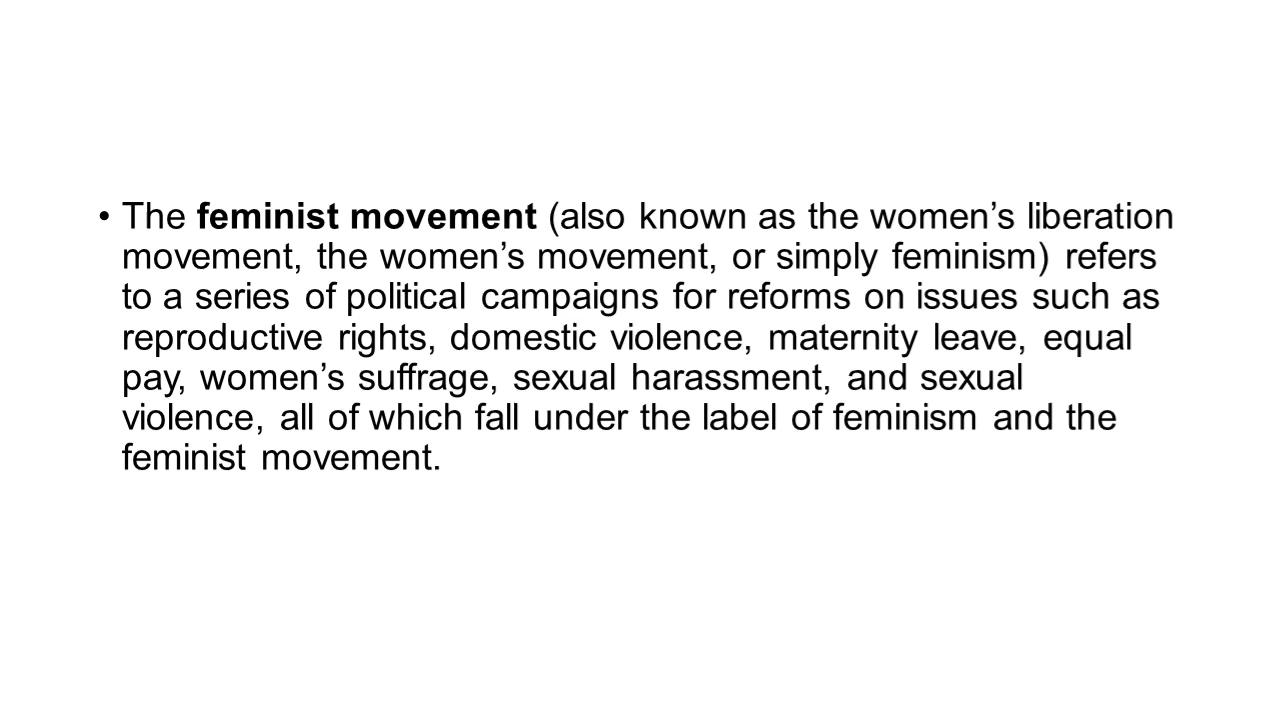 • The feminist movement (also known as the women’s liberation
movement, the women’s movement, or simply feminism) refers
to a series of political campaigns for reforms on issues such as
reproductive rights, domestic violence, maternity leave, equal
pay, women’s suffrage, sexual harassment, and sexual
violence, all of which fall under the label of feminism and the
feminist movement.